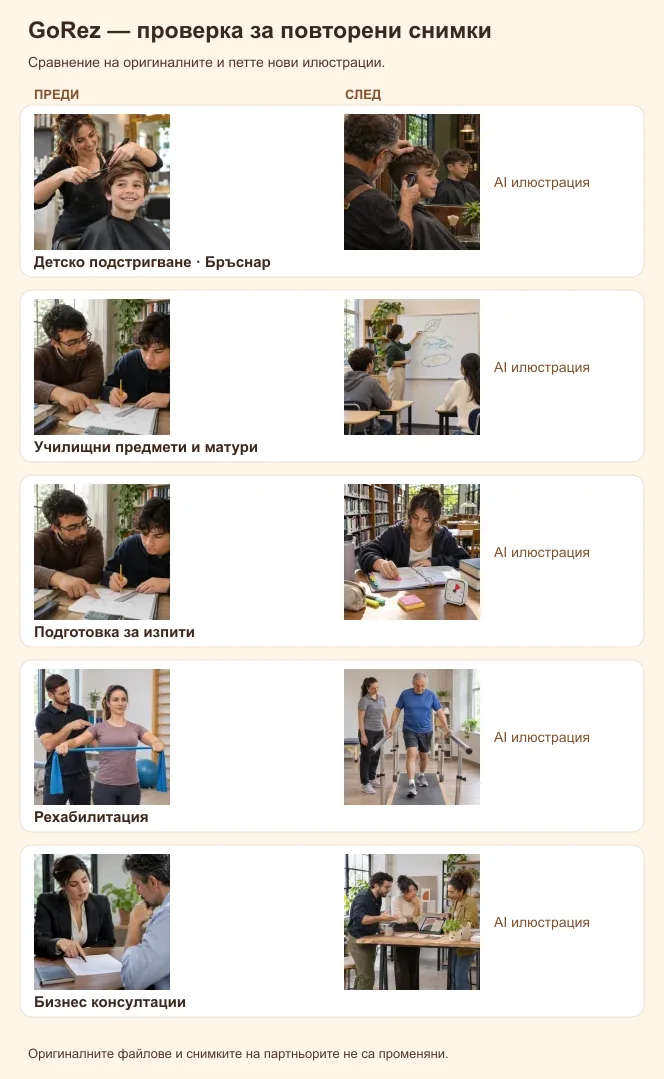 GoRez — проверка за повторени снимки
Сравнение на оригиналните и петте нови илюстрации.
ПРЕДИ СЛЕД
AI илюстрация
Детско подстригване · Бръснар
AI илюстрация
Училищни предмети и матури
AI илюстрация
Подготовка за изпити
AI илюстрация
Рехабилитация
AI илюстрация
Бизнес консултации
Оригиналните файлове и снимките на партньорите не са променяни.